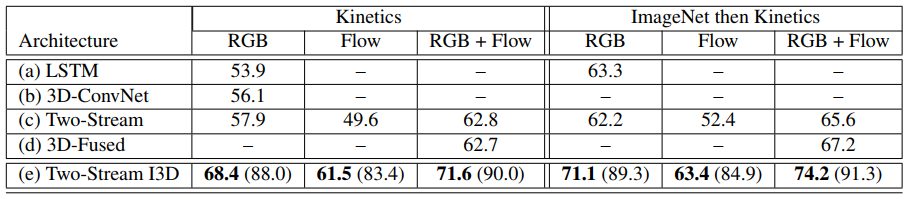 Kinetics ImageNet then Kinetics
Architecture RGB Flow RGB + Flow RGB Flow RGB + Flow
(a) LSTM 53.9 – – 63.3 – –
(b) 3D-ConvNet 56.1 – – – – –
(c) Two-Stream 57.9 49.6 62.8 62.2 52.4 65.6
(d) 3D-Fused – – 62.7 – – 67.2
(e) Two-Stream I3D 68.4 (88.0) 61.5 (83.4) 71.6 (90.0) 71.1 (89.3) 63.4 (84.9) 74.2 (91.3)